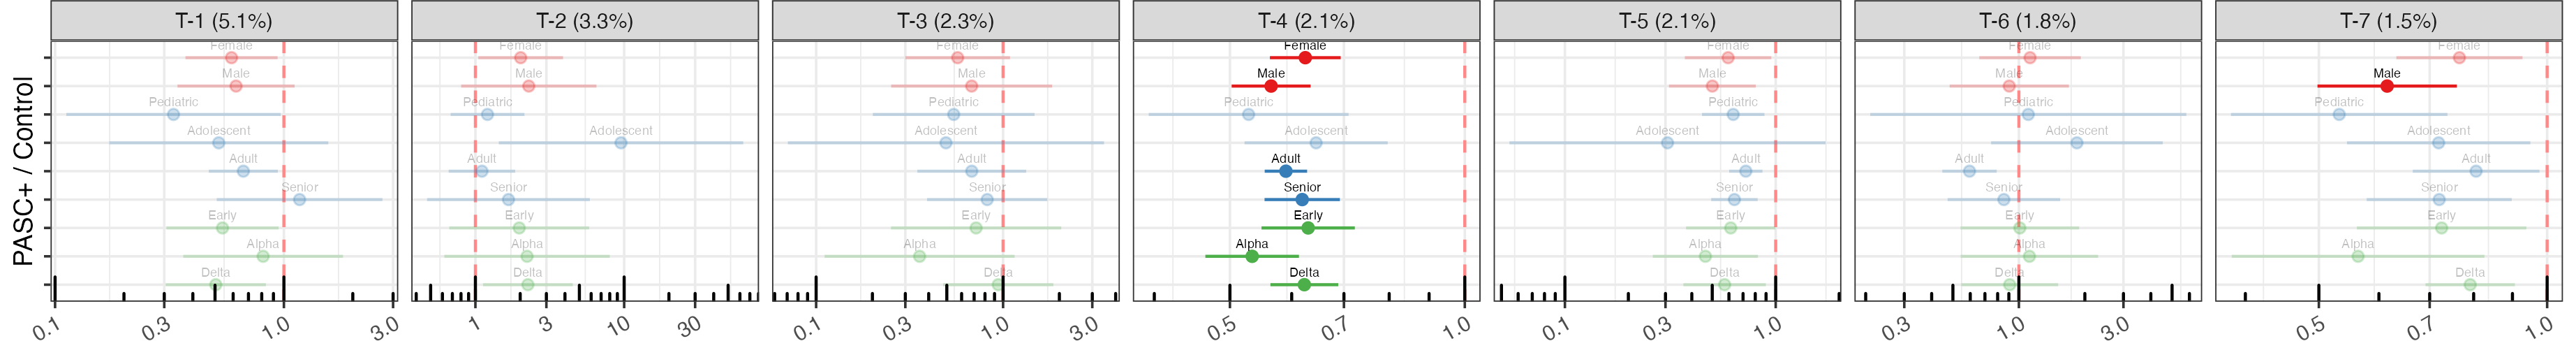 T-1 (5.1%)
T-2 (3.3%)
T-3 (2.3%)
T-4 (2.1%)
T-5 (2.1%)
T-6 (1.8%)
T-7 (1.5%)
PASC+ / Control
Female
Male
Pediatric
Adolescent
Adult
Senior
Early
Alpha
Delta
0.1 0.3 1.0 3.0
Female
Male
Pediatric
Adolescent
Adult
Senior
Early
Alpha
Delta
1 3 10 30
Female
Male
Pediatric
Adolescent
Adult
Senior
Early
Alpha
Delta
0.1 0.3 1.0 3.0
Female
Male
Pediatric
Adolescent
Adult
Senior
Early
Alpha
Delta
0.5 0.7 1.0
Female
Male
Pediatric
Adolescent
Adult
Senior
Early
Alpha
Delta
0.1 0.3 1.0
Female
Male
Pediatric
Adolescent
Adult
Senior
Early
Alpha
Delta
0.3 1.0 3.0
Female
Male
Pediatric
Adolescent
Adult
Senior
Early
Alpha
Delta
0.5 0.7 1.0